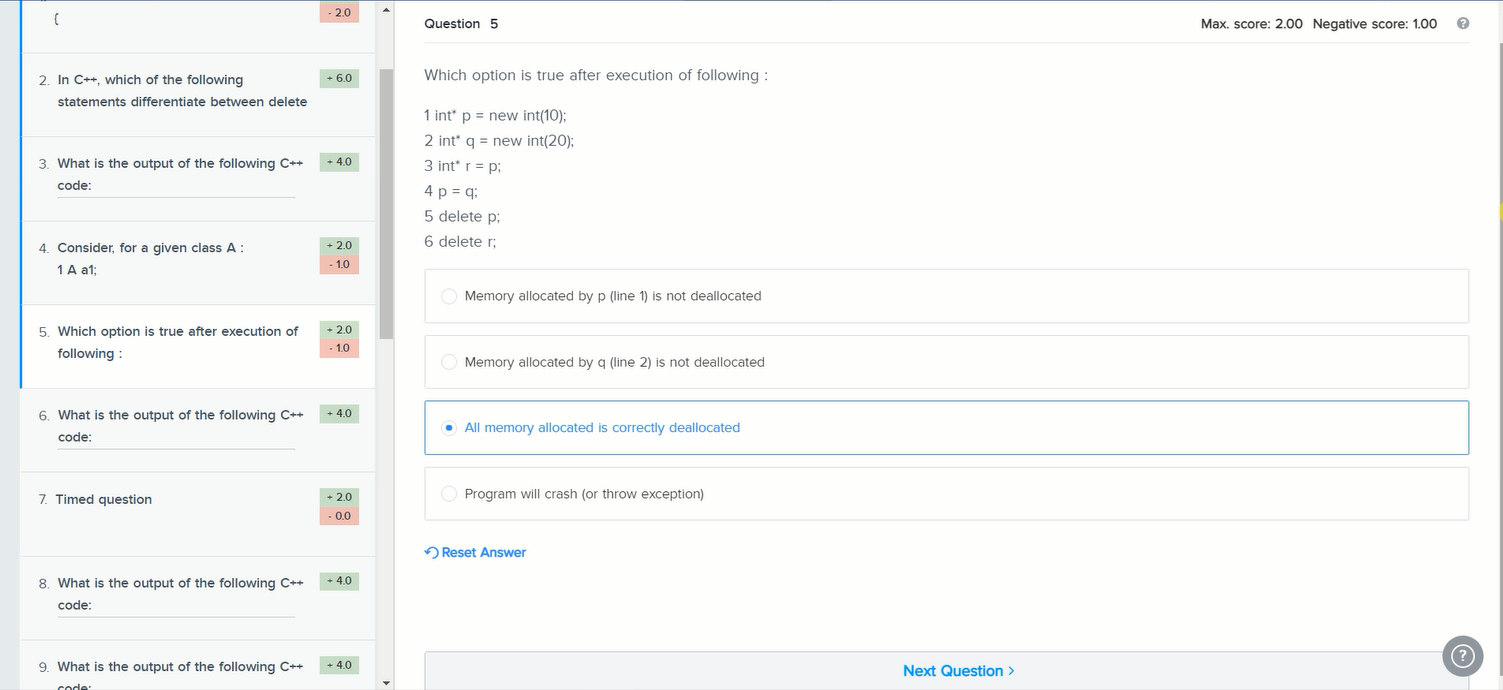 {
- 2.0
2. In C++, which of the following
statements differentiate between delete
+ 6.0
3. What is the output of the following C++
code:
+ 4.0
4. Consider, for a given class A :
1 A a1;
+ 2.0
- 1.0
5. Which option is true after execution of
following :
+ 2.0
- 1.0
6. What is the output of the following C++
code:
+ 4.0
7. Timed question
+ 2.0
- 0.0
8. What is the output of the following C++
code:
+ 4.0
9. What is the output of the following C++
code:
+ 4.0
Question 5
Max. score: 2.00 Negative score: 1.00 ?
Which option is true after execution of following :
1 int* p = new int(10);
2 int* q = new int(20);
3 int* r = p;
4 p = q;
5 delete p;
6 delete r;
Memory allocated by p (line 1) is not deallocated
Memory allocated by q (line 2) is not deallocated
All memory allocated is correctly deallocated
Program will crash (or throw exception)
Reset Answer
Next Question >
?